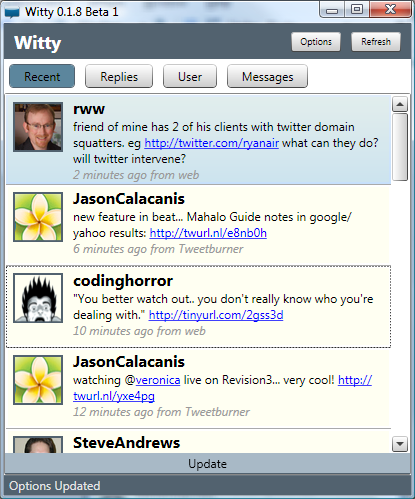 Witty 0.1.8 Beta 1
Witty
Options
Refresh
Recent
Replies
User
Messages
rww
friend of mine has 2 of his clients with twitter domain
squatters. eg http://twitter.com/ryanair what can they do?
will twitter intervene?
2 minutes ago from web
JasonCalacanis
new feature in beat... Mahalo Guide notes in google/
yahoo results: http://twurl.nl/e8nb0h
6 minutes ago from Tweetburner
codinghorror
"You better watch out.. you don't really know who you're
dealing with." http://tinyurl.com/2gss3d
10 minutes ago from web
JasonCalacanis
watching @veronica live on Revision3... very cool! http://
twurl.nl/yxe4pg
12 minutes ago from Tweetburner
SteveAndrews
Update
Options Updated